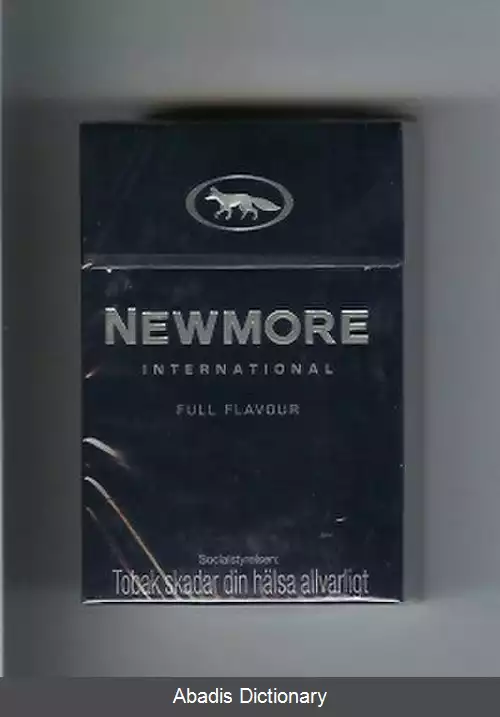 NEWMORE
INTERNATIONAL
FULL FLAVOUR
Socialstyrelsen:
Tobak skadar din hälsa allvarligt
Abadis Dictionary